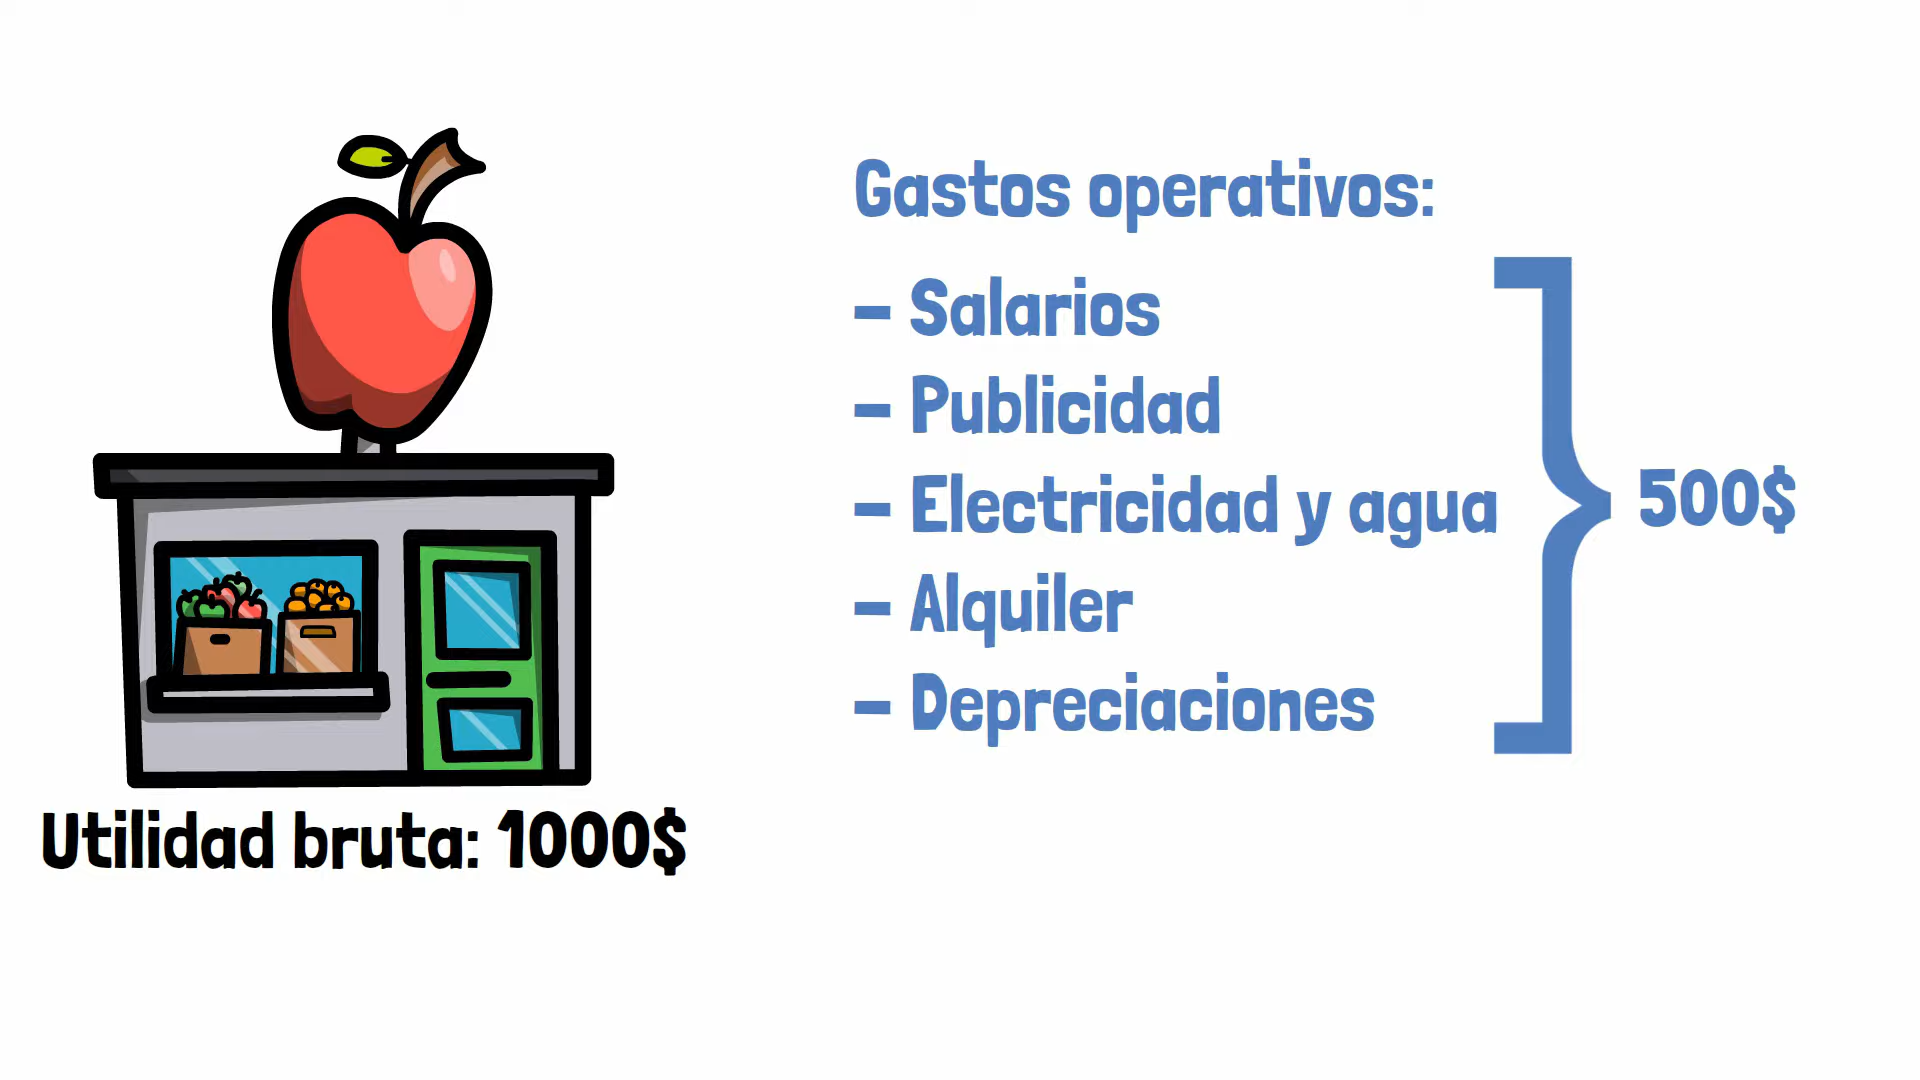 Gastos operativos:
- Salarios
- Publicidad
- Electricidad y agua
- Alquiler
- Depreciaciones
500$
Utilidad bruta: 1000$